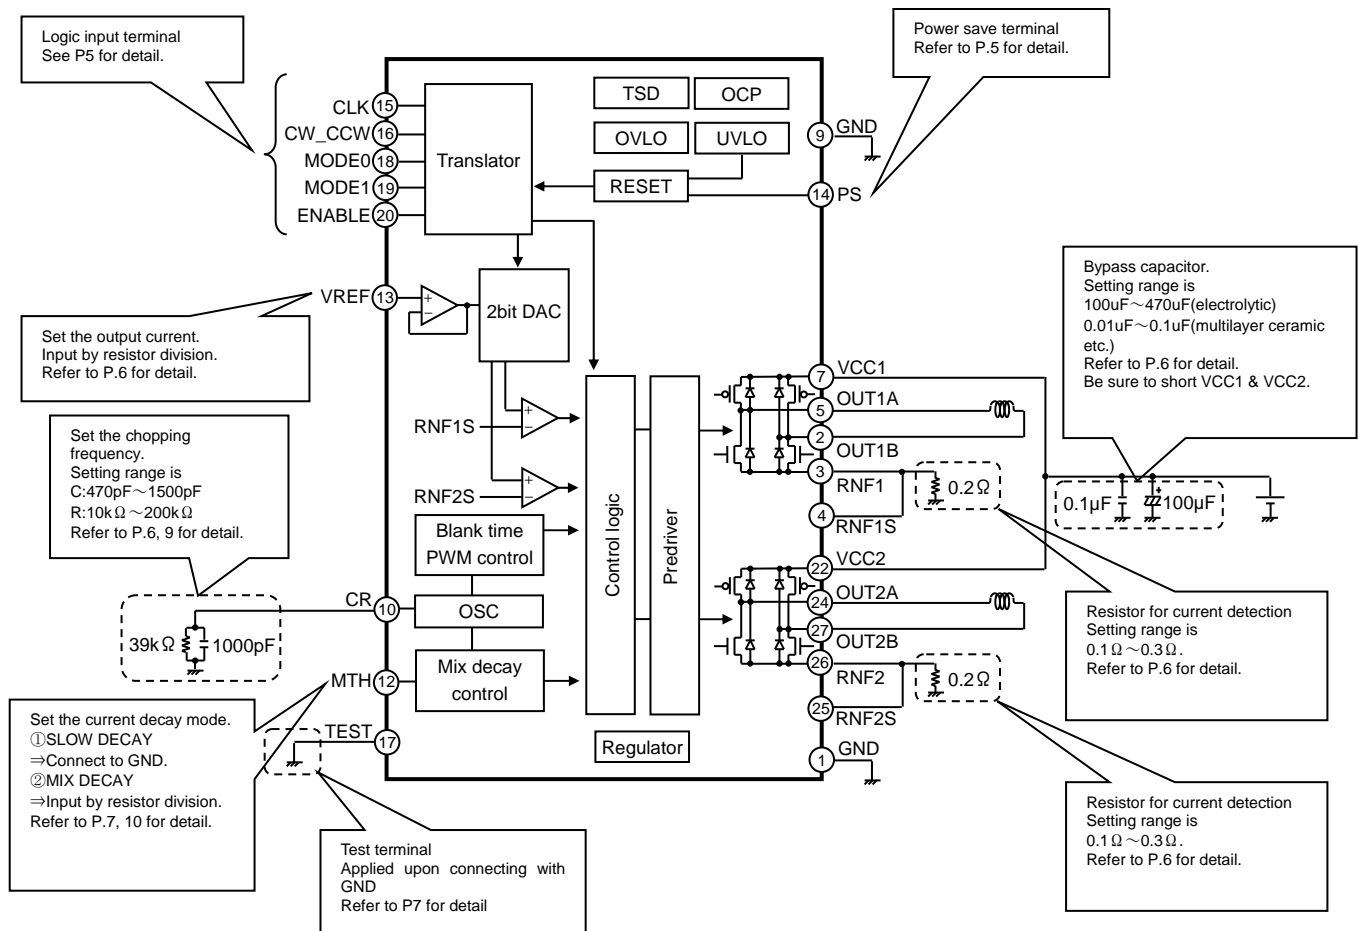 Logic input terminal
See P5 for detail.
Power save terminal
Refer to P.5 for detail.
CLK 15
CW_CCW 16
MODE0 18
MODE1 19
ENABLE 20
Translator
TSD
OCP
OVLO
UVLO
RESET
9 GND
14 PS
VREF 13
2bit DAC
Set the output current.
Input by resistor division.
Refer to P.6 for detail.
Bypass capacitor.
Setting range is
100uF～470uF(electrolytic)
0.01uF～0.1uF(multilayer ceramic
etc.)
Refer to P.6 for detail.
Be sure to short VCC1 & VCC2.
Set the chopping
frequency.
Setting range is
C:470pF～1500pF
R:10kΩ～200kΩ
Refer to P.6, 9 for detail.
+
−
RNF1S
+
−
RNF2S
+
−
Blank time
PWM control
OSC
Mix decay
control
Control logic
Predriver
Regulator
7 VCC1
5 OUT1A
2 OUT1B
3 RNF1
4 RNF1S
0.2Ω
0.1µF
+
100µF
22 VCC2
24 OUT2A
27 OUT2B
26 RNF2
25 RNF2S
0.2Ω
1 GND
CR 10
39kΩ
1000pF
MTH 12
TEST 17
Set the current decay mode.
①SLOW DECAY
⇒Connect to GND.
②MIX DECAY
⇒Input by resistor division.
Refer to P.7, 10 for detail.
Test terminal
Applied upon connecting with
GND
Refer to P7 for detail
Resistor for current detection
Setting range is
0.1Ω～0.3Ω.
Refer to P.6 for detail.
Resistor for current detection
Setting range is
0.1Ω～0.3Ω.
Refer to P.6 for detail.